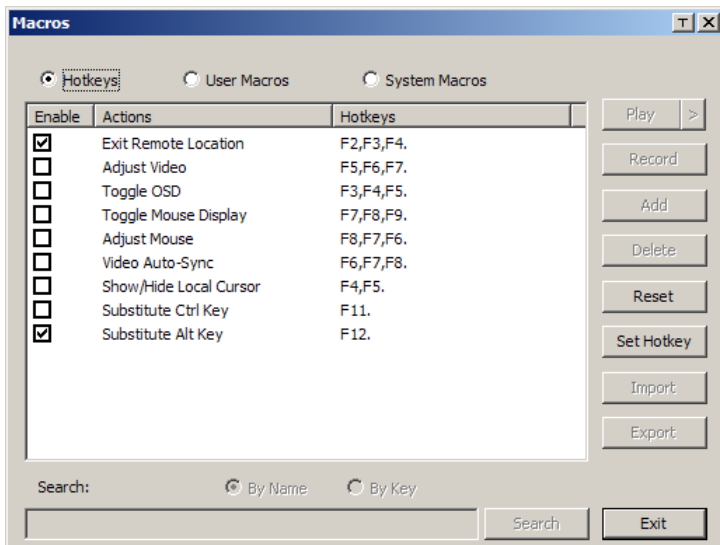 Macros
Hotkeys User Macros System Macros
Enable Actions Hotkeys
Exit Remote Location F2,F3,F4.
Adjust Video F5,F6,F7.
Toggle OSD F3,F4,F5.
Toggle Mouse Display F7,F8,F9.
Adjust Mouse F8,F7,F6.
Video Auto-Sync F6,F7,F8.
Show/Hide Local Cursor F4,F5.
Substitute Ctrl Key F11.
Substitute Alt Key F12.
Play >
Record
Add
Delete
Reset
Set Hotkey
Import
Export
Search: By Name By Key
Search Exit